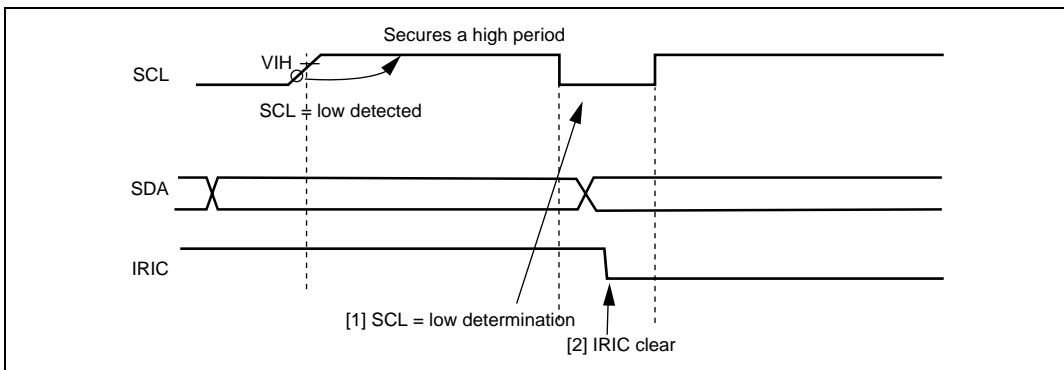 Secures a high period
VIH
SCL
SCL = low detected
SDA
IRIC
[1] SCL = low determination
[2] IRIC clear